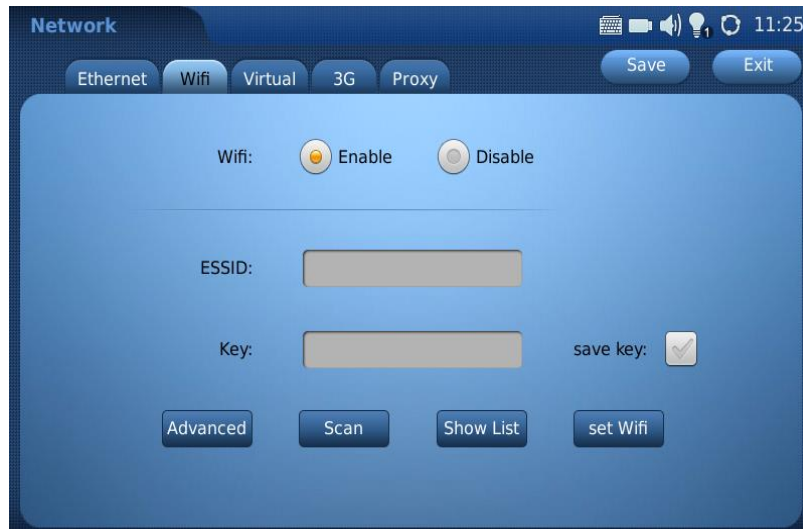 Network
1 11:25
Ethernet Wifi Virtual 3G Proxy Save Exit
Wifi: Enable Disable
ESSID:
Key: save key:
Advanced Scan Show List set Wifi